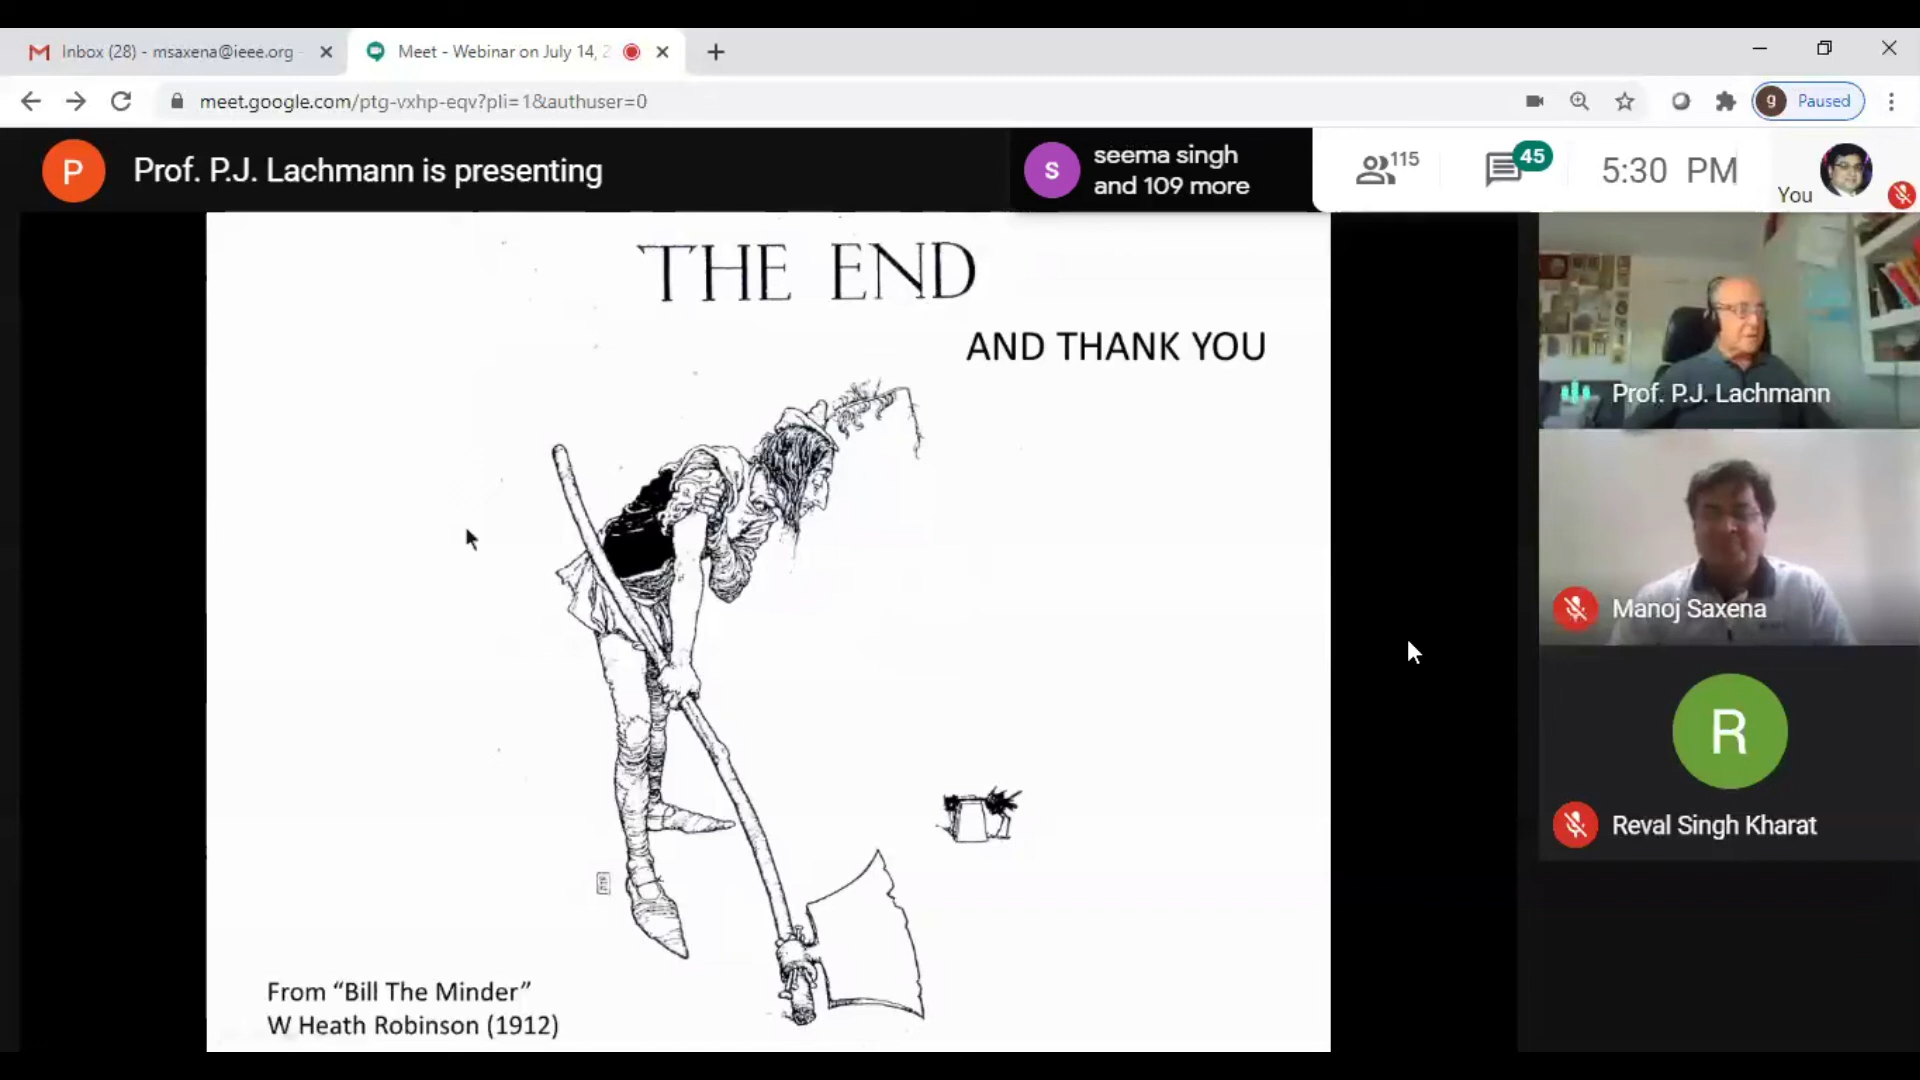 Inbox (28) - msaxena@ieee.org
Meet - Webinar on July 14, 2
meet.google.com/ptg-vxhp-eqv?pli=1&authuser=0
g
Paused
P
Prof. P.J. Lachmann is presenting
s
seema singh
and 109 more
115
45
5:30 PM
You
THE END
AND THANK YOU
From “Bill The Minder”
W Heath Robinson (1912)
Prof. P.J. Lachmann
Manoj Saxena
R
Reval Singh Kharat